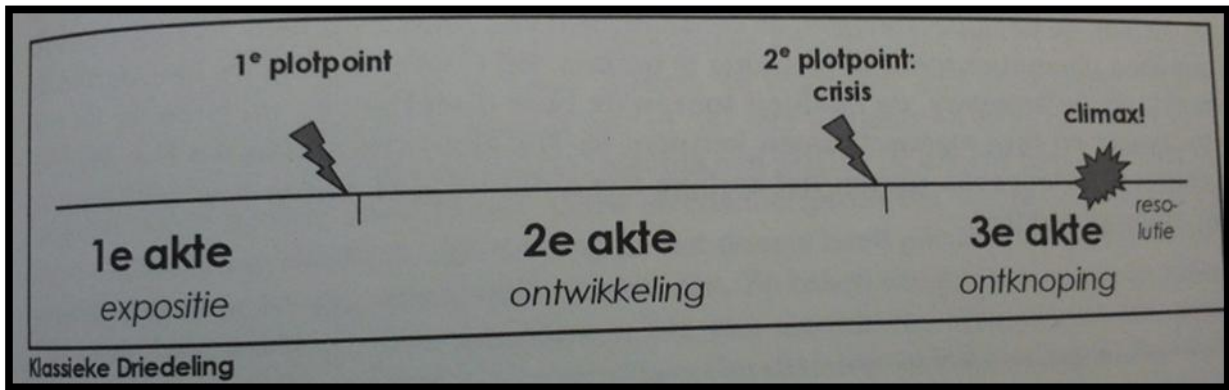 1e plotpoint
2e plotpoint:
crisis
climax!
1e akte
expositie
2e akte
ontwikkeling
3e akte
ontknoping
reso-
lutie
Klassieke Driedeling